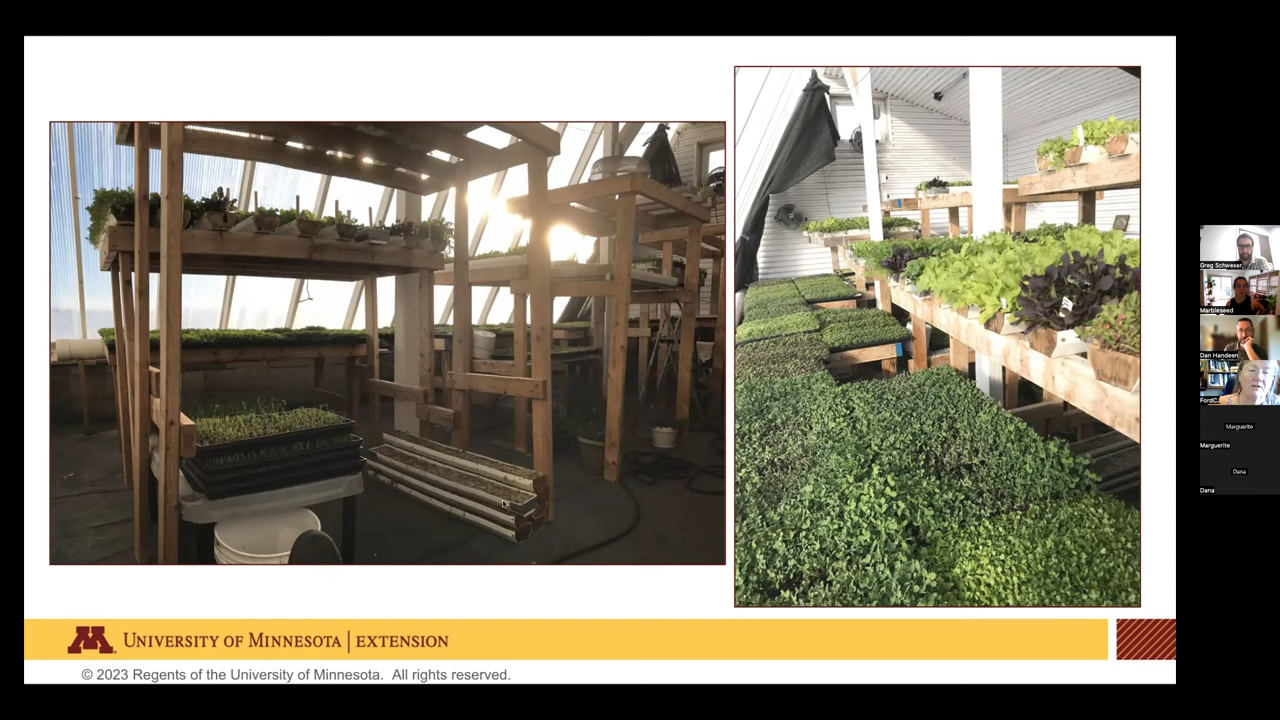 UNIVERSITY OF MINNESOTA | EXTENSION
© 2023 Regents of the University of Minnesota. All rights reserved.
Greg Schweser,
Marbleseed
Dan Handeen
FordC
Marguerite
Marguerite
Dana
Dana